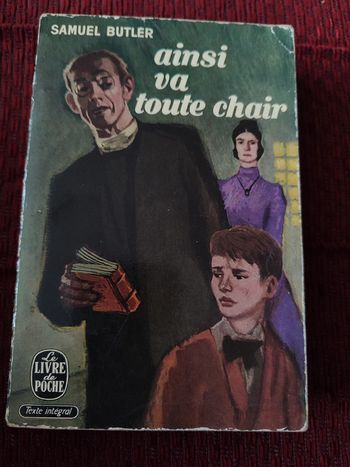 SAMUEL BUTLER
ainsi
va
toute chair
Le
LIVRE
de
POCHE
Texte intégral